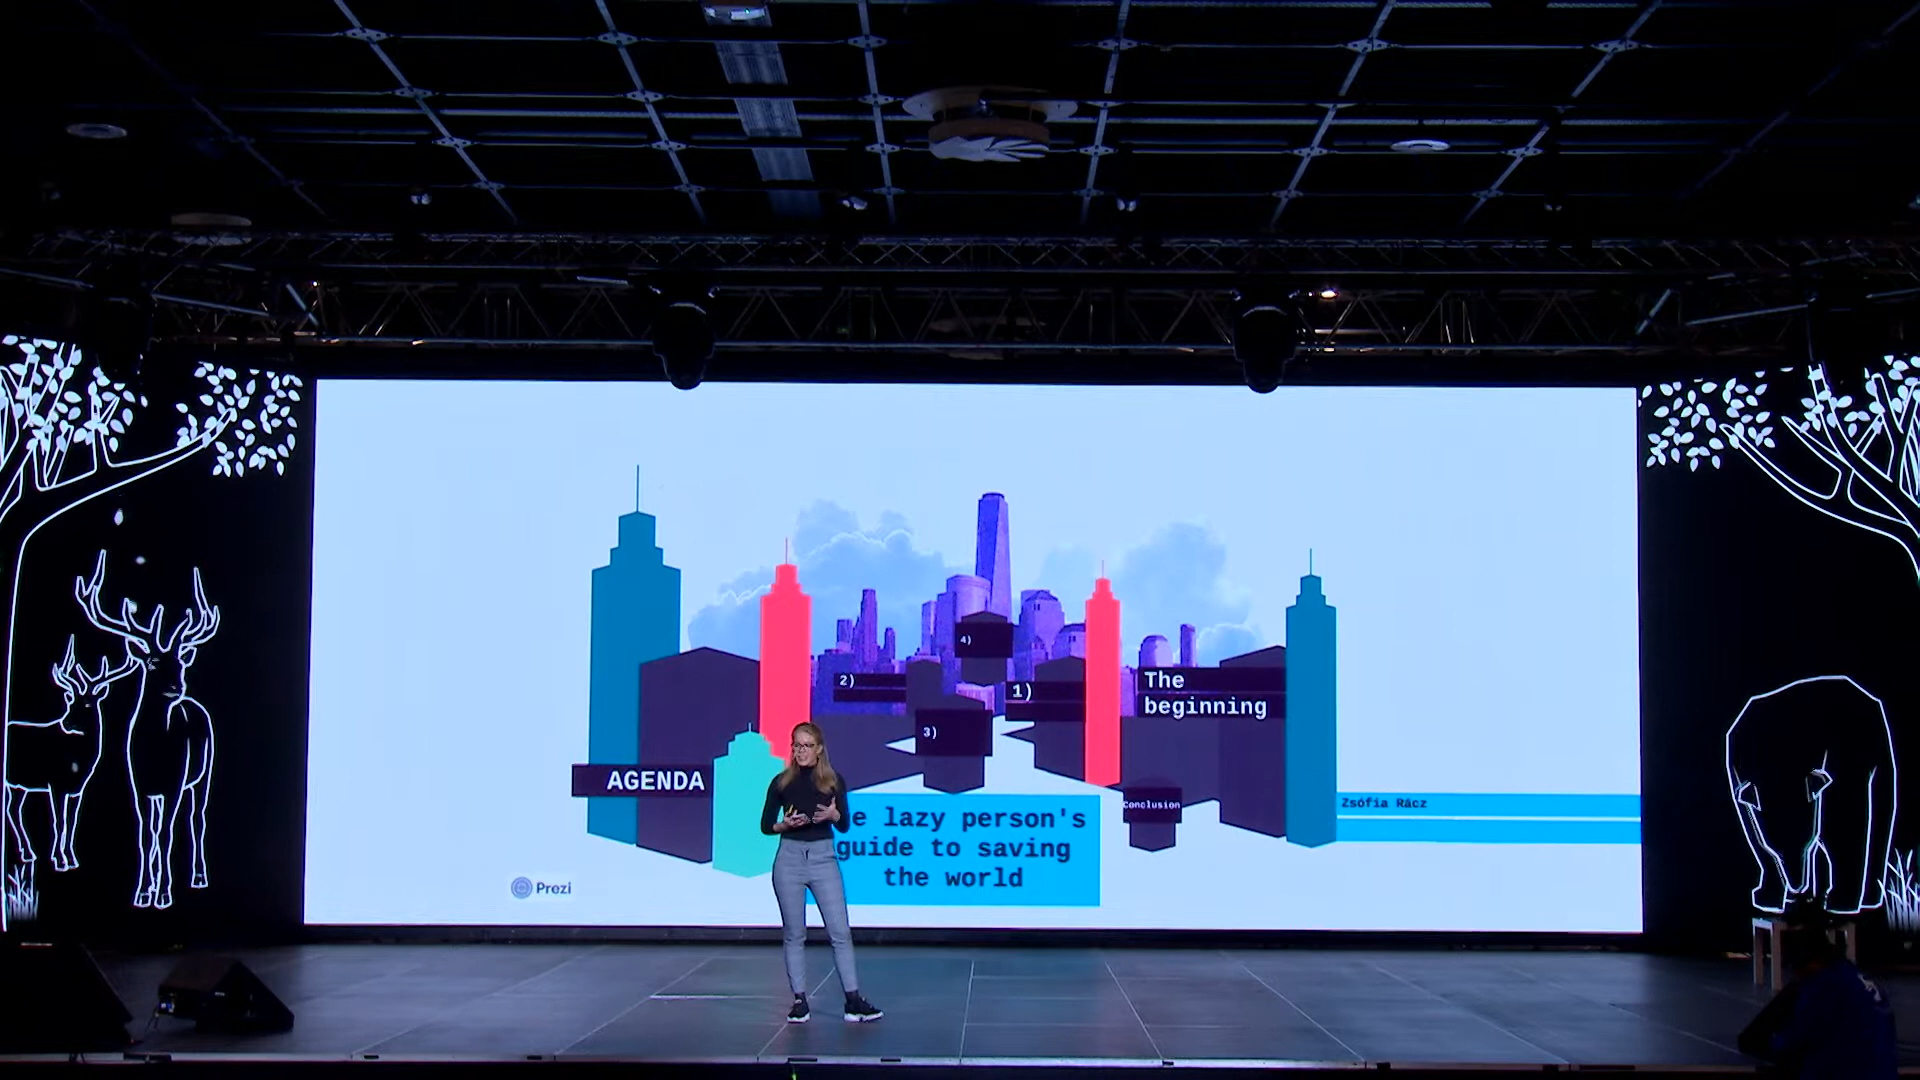 4)
2)
1)
The
beginning
3)
AGENDA
Conclusion
Zsófia Rácz
e lazy person's
guide to saving
the world
Prezi